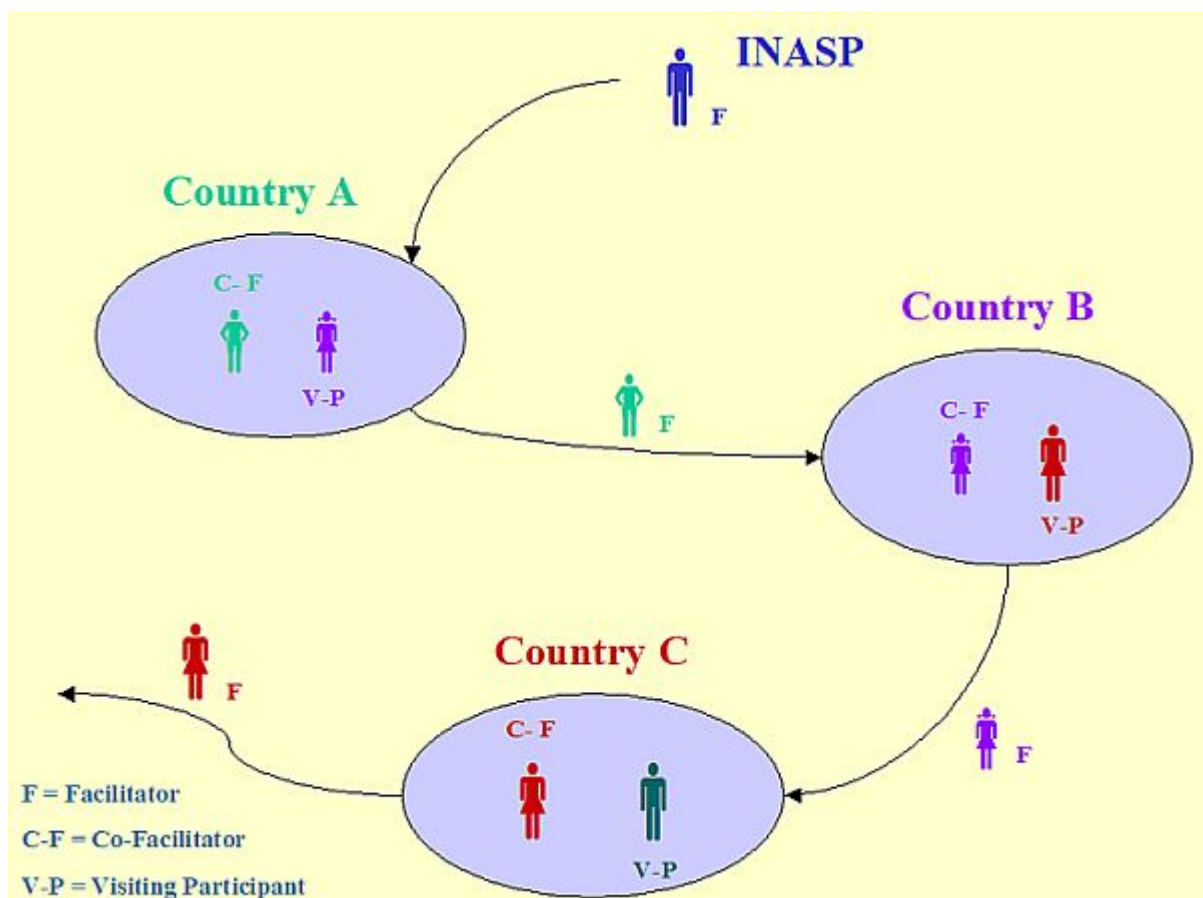 INASP
F
Country A
C- F
V-P
Country B
F
C- F
V-P
Country C
F
C- F
F
V-P
F = Facilitator
C-F = Co-Facilitator
V-P = Visiting Participant